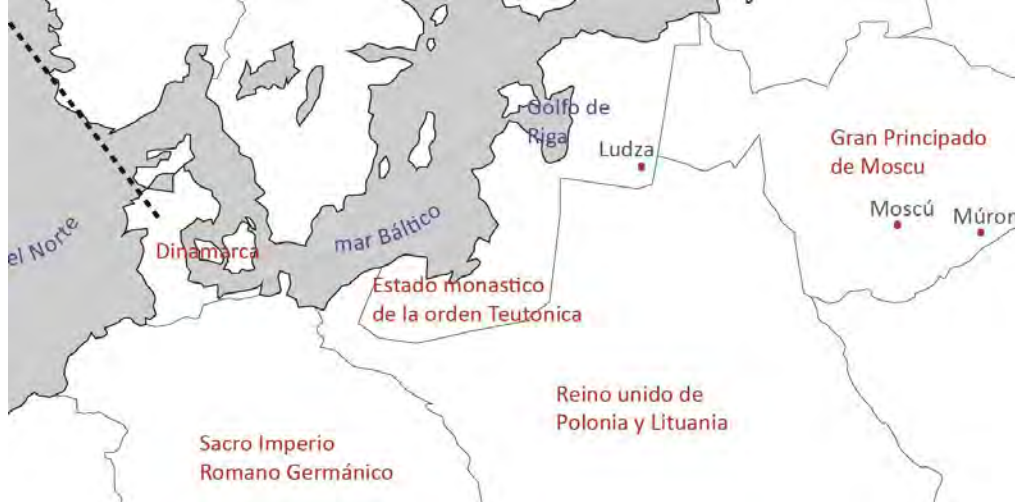 Golfo de
Riga
Ludza
Gran Principado
de Moscu
Moscú
Múron
el Norte
Dinamarca
mar Báltico
Estado monastico
de la orden Teutonica
Reino unido de
Polonia y Lituania
Sacro Imperio
Romano Germánico